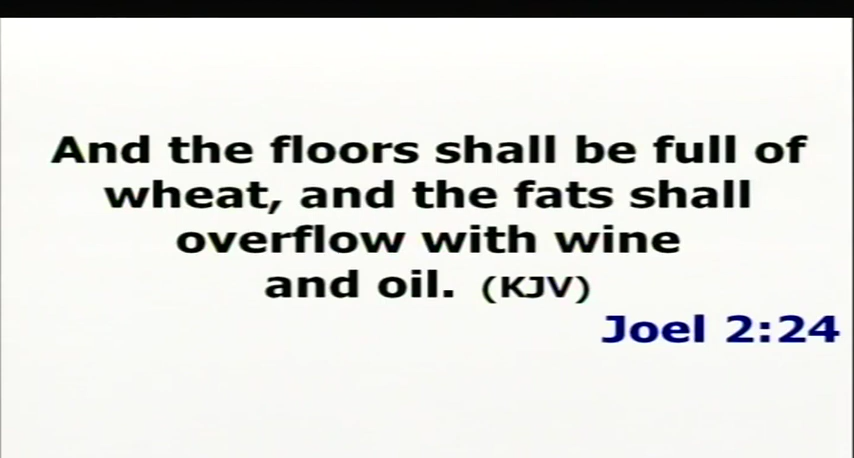 And the floors shall be full of
wheat, and the fats shall
overflow with wine
and oil. (KJV)
Joel 2:24